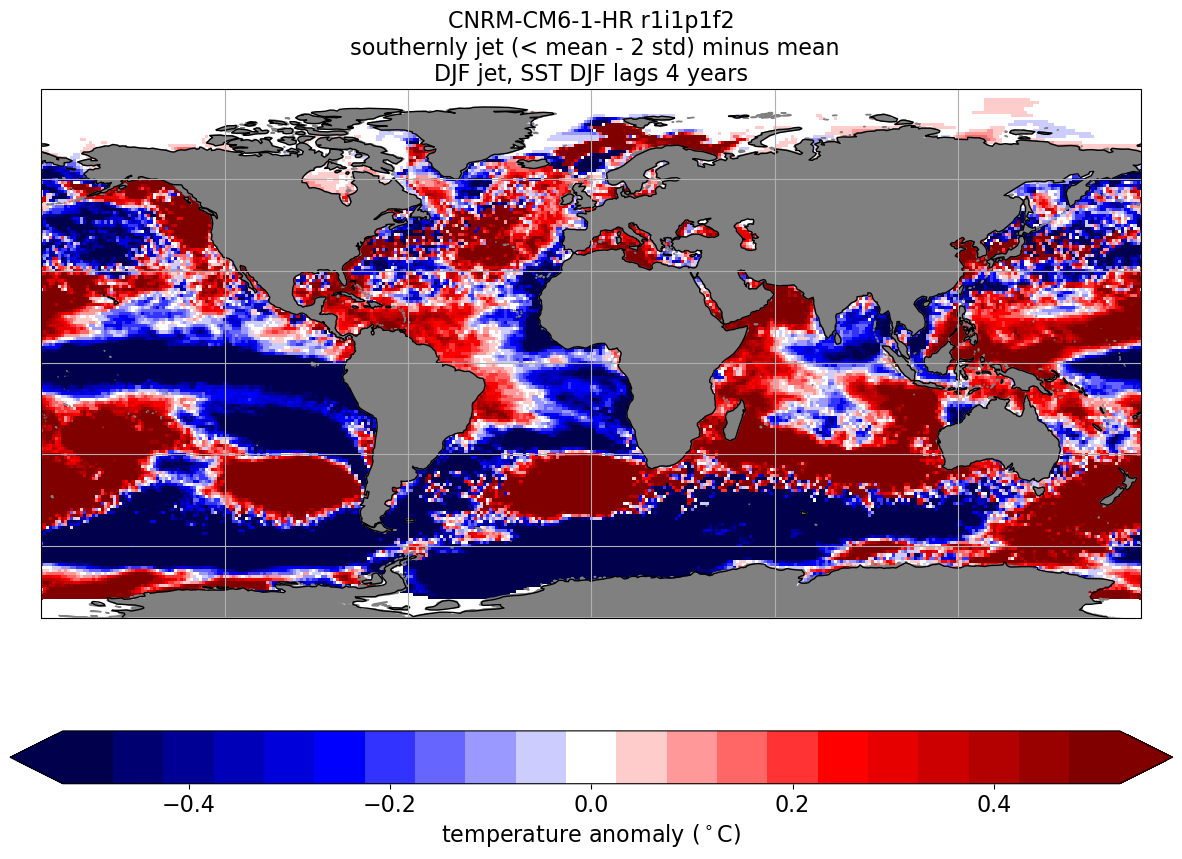 CNRM-CM6-1-HR r1i1p1f2
southernly jet (< mean - 2 std) minus mean
DJF jet, SST DJF lags 4 years
−0.4 −0.2 0.0 0.2 0.4
temperature anomaly (°C)